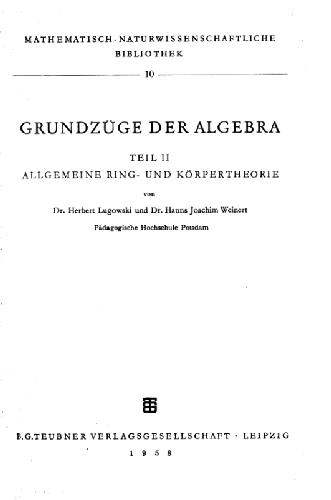 MATHEMATISCH-NATURWISSENSCHAFTLICHE
BIBLIOTHEK
10
GRUNDZÜGE DER ALGEBRA
TEIL II
ALLGEMEINE RING- UND KÖRPERTHEORIE
von
Dr. Herbert Lugowski und Dr. Hanns Joachim Weinert
Pädagogische Hochschule Potsdam
B.G.TEUBNER VERLAGSGESELLSCHAFT · LEIPZIG
1958